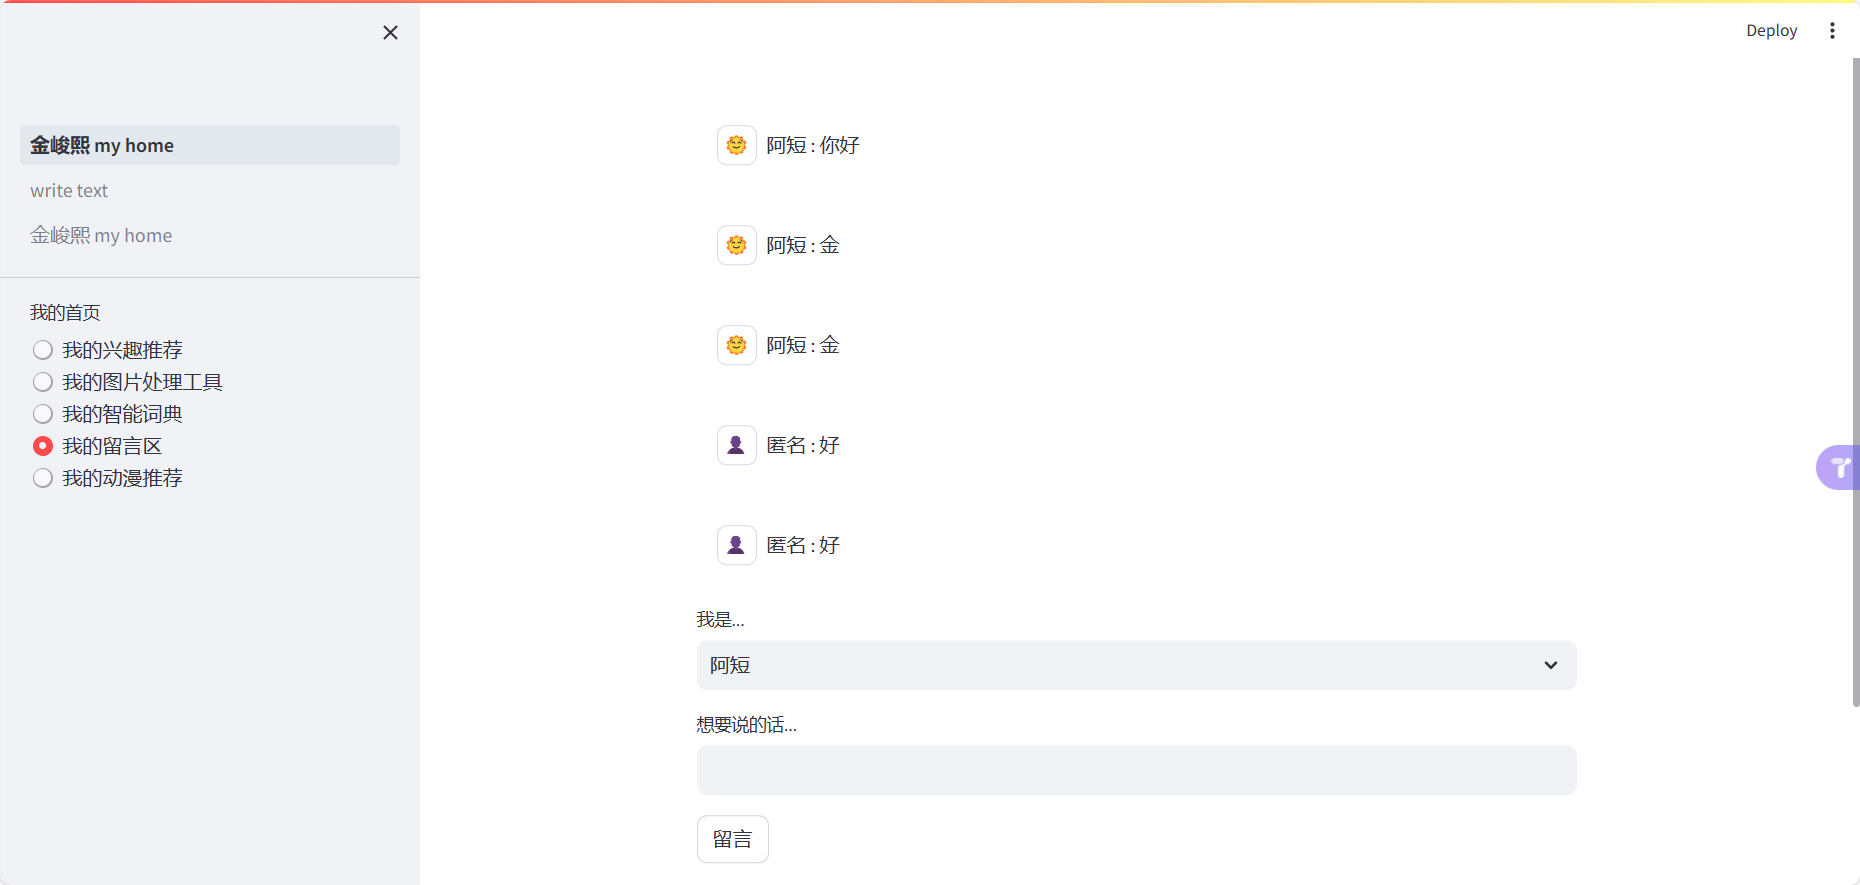 Deploy
金峻熙 my home
write text
金峻熙 my home
我的首页
我的兴趣推荐
我的图片处理工具
我的智能词典
我的留言区
我的动漫推荐
阿短 : 你好
阿短 : 金
阿短 : 金
匿名 : 好
匿名 : 好
我是...
阿短
想要说的话...
留言